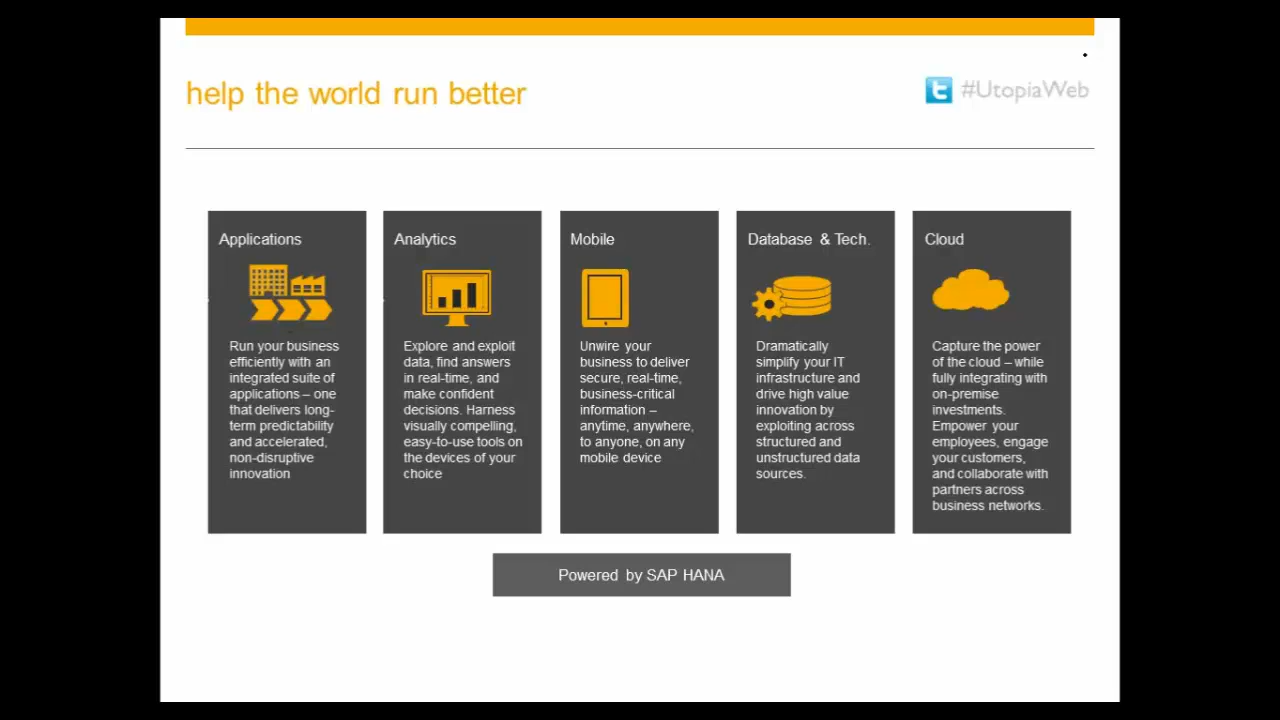 help the world run better
#UtopiaWeb
Applications
Run your business
efficiently with an
integrated suite of
applications – one
that delivers long-
term predictability
and accelerated,
non-disruptive
innovation
Analytics
Explore and exploit
data, find answers
in real-time, and
make confident
decisions. Harness
visually compelling,
easy-to-use tools on
the devices of your
choice
Mobile
Unwire your
business to deliver
secure, real-time,
business-critical
information –
anytime, anywhere,
to anyone, on any
mobile device
Database & Tech.
Dramatically
simplify your IT
infrastructure and
drive high value
innovation by
exploiting across
structured and
unstructured data
sources.
Cloud
Capture the power
of the cloud – while
fully integrating with
on-premise
investments.
Empower your
employees, engage
your customers,
and collaborate with
partners across
business networks.
Powered by SAP HANA